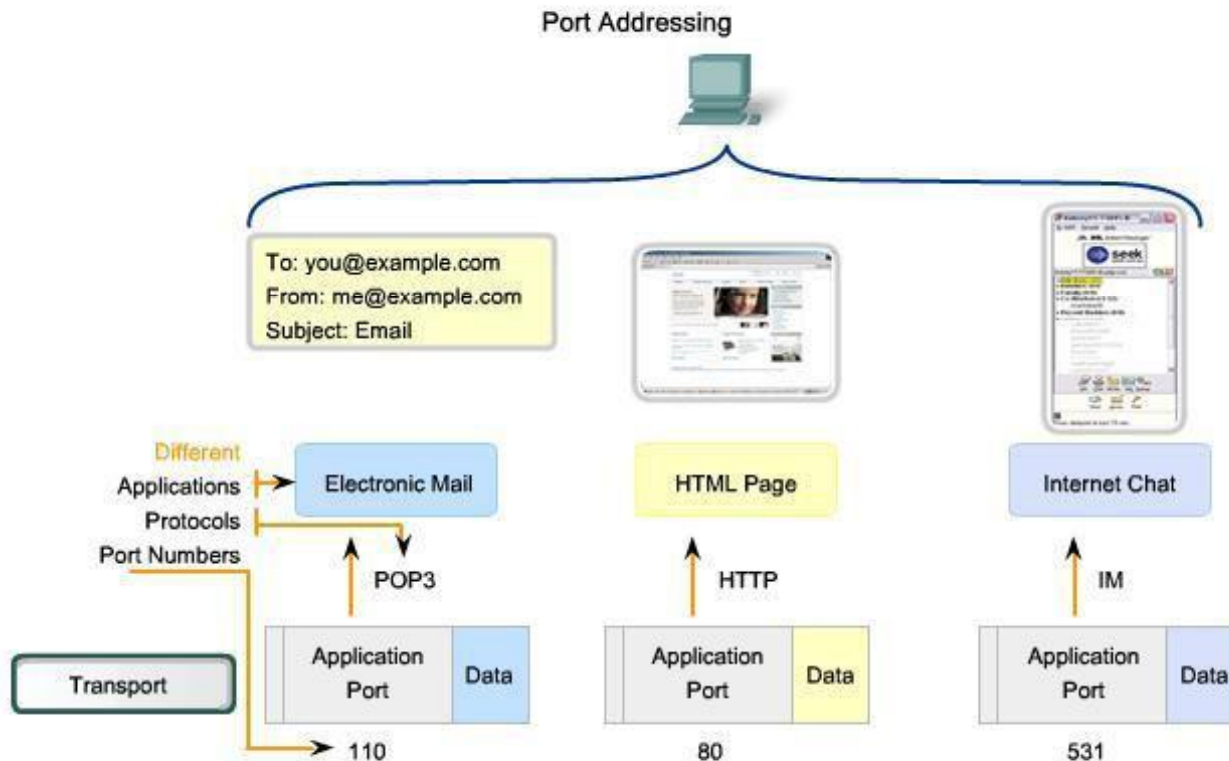 Port Addressing
To: you@example.com
From: me@example.com
Subject: Email
seek
Different
Applications
Protocols
Port Numbers
Electronic Mail
HTML Page
Internet Chat
POP3
HTTP
IM
Transport
Application
Port
Data
Application
Port
Data
Application
Port
Data
110
80
531